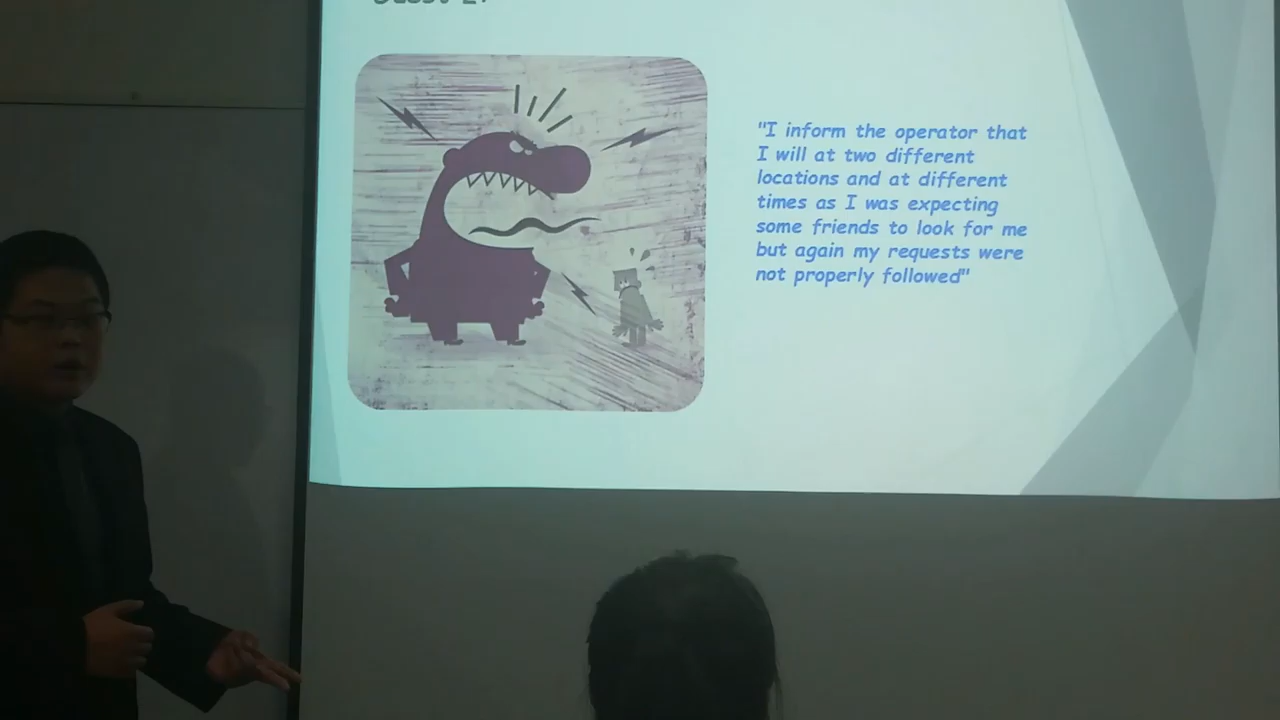 "I inform the operator that
I will at two different
locations and at different
times as I was expecting
some friends to look for me
but again my requests were
not properly followed"